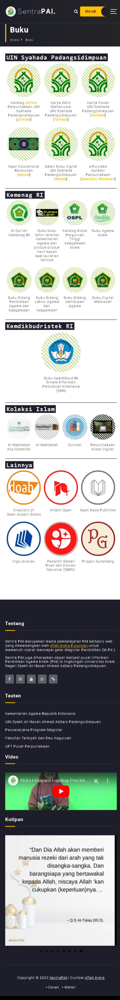 SentraPAI.
Masuk
Buku
Home > Buku
UIN Syahada Padangsidimpuan
Katalog Online
Perpustakaan UIN
Syahada
Padangsidimpuan
[printed]
Karya Akhir
Mahasiswa
UIN Syahada
Padangsidimpuan
[fulltext]
Karya Dosen
UIN Syahada
Padangsidimpuan
[fulltext]
Open Educational
Resources
[ebook]
Galeri Buku Digital
UIN Syahada
Padangsidimpuan
[ebook]
e-Pustaka
Aplikasi
Perpustakaan
[Android | Windows]
Kemenag RI
Al-Qur'an
Kemenag RI
Pustaka
Lajnah
Buku-buku
tafsir terbitan
Kementerian
Agama dan
produk-produk
hasil kajian
keal-quranan
lainnya
OSPL
Katalog Induk
Perguruan
Tinggi
Keagamaan
Islam
Cendikia
Buku Agama
Islam
Buku Bidang
Pendidikan
Agama dan
Keagamaan
Buku Bidang
Lektur Agama
dan
Keagamaan
Buku Bidang
Kehidupan
Agama
Buku Digital
Madrasah
Kemdikbudristek RI
TUT WURI HANDAYANI
Buku Kemdikbud RI
Sistem Informasi
Perbukuan Indonesia
(SIBI)
Koleksi Islam
Al-Maktabah
Asy-Syamilah
Al-Maktabah
Sunnah
Perpustakaan
Islam Digital
Lainnya
doab
Directory of
Open Access Books
Intech Open
Open Book Publisher
DigiLibraries
Penerbit Badan
Riset dan Inovasi
Nasional (BRIN)
PG
Project Gutenberg
Tentang
Sentra PAI merupakan media pembelajaran PAI berbasis web
yang dikembangkan oleh Aflah Indra Pulungan untuk
memenuhi syarat mencapai gelar Magister Pendidikan (M.Pd.).
Sentra PAI juga diharapkan dapat menjadi pusat informasi
Pendidikan Agama Islam (PAI) di lingkungan Universitas Islam
Negeri Syekh Ali Hasan Ahmad Addary Padangsidimpuan.
Tautan
Kementerian Agama Republik Indonesia
UIN Syekh Ali Hasan Ahmad Addary Padangsidimpuan
Pascasarjana Program Magister
Fakultas Tarbiyah dan Ilmu Keguruan
UPT Pusat Perpustakaan
Video
Riska Hidayanti Harahap Pencint...
Kutipan
“Dan Dia Allah akan memberi
manusia rezeki dari arah yang tak
disangka-sangka. Dan
barangsiapa yang bertawakal
kepada Allah, niscaya Allah ‘kan
cukupkan (keperluan)nya. ..
– Q.S At-Talaq (65:3).
Sentra PAI
Copyright © 2023 SentraPAI | Custom Aflah Indra
• Dosen • Materi